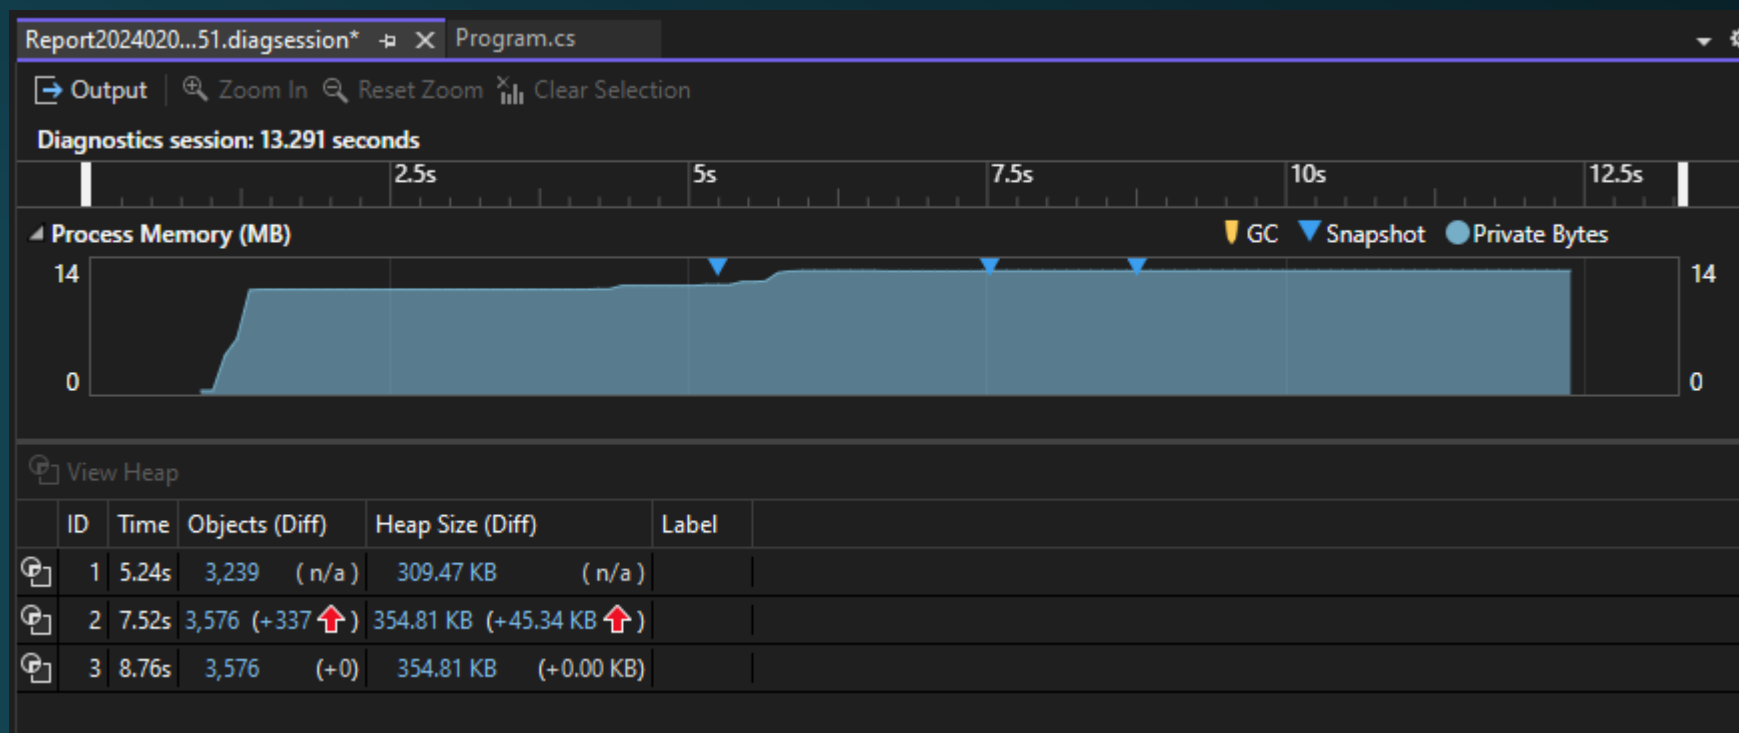 Report2024020...51.diagsession* Program.cs
Output Zoom In Reset Zoom Clear Selection
Diagnostics session: 13.291 seconds
2.5s 5s 7.5s 10s 12.5s
Process Memory (MB) GC Snapshot Private Bytes
14 14
0 0
View Heap
ID Time Objects (Diff) Heap Size (Diff) Label
1 5.24s 3,239 (n/a) 309.47 KB (n/a)
2 7.52s 3,576 (+337) 354.81 KB (+45.34 KB)
3 8.76s 3,576 (+0) 354.81 KB (+0.00 KB)